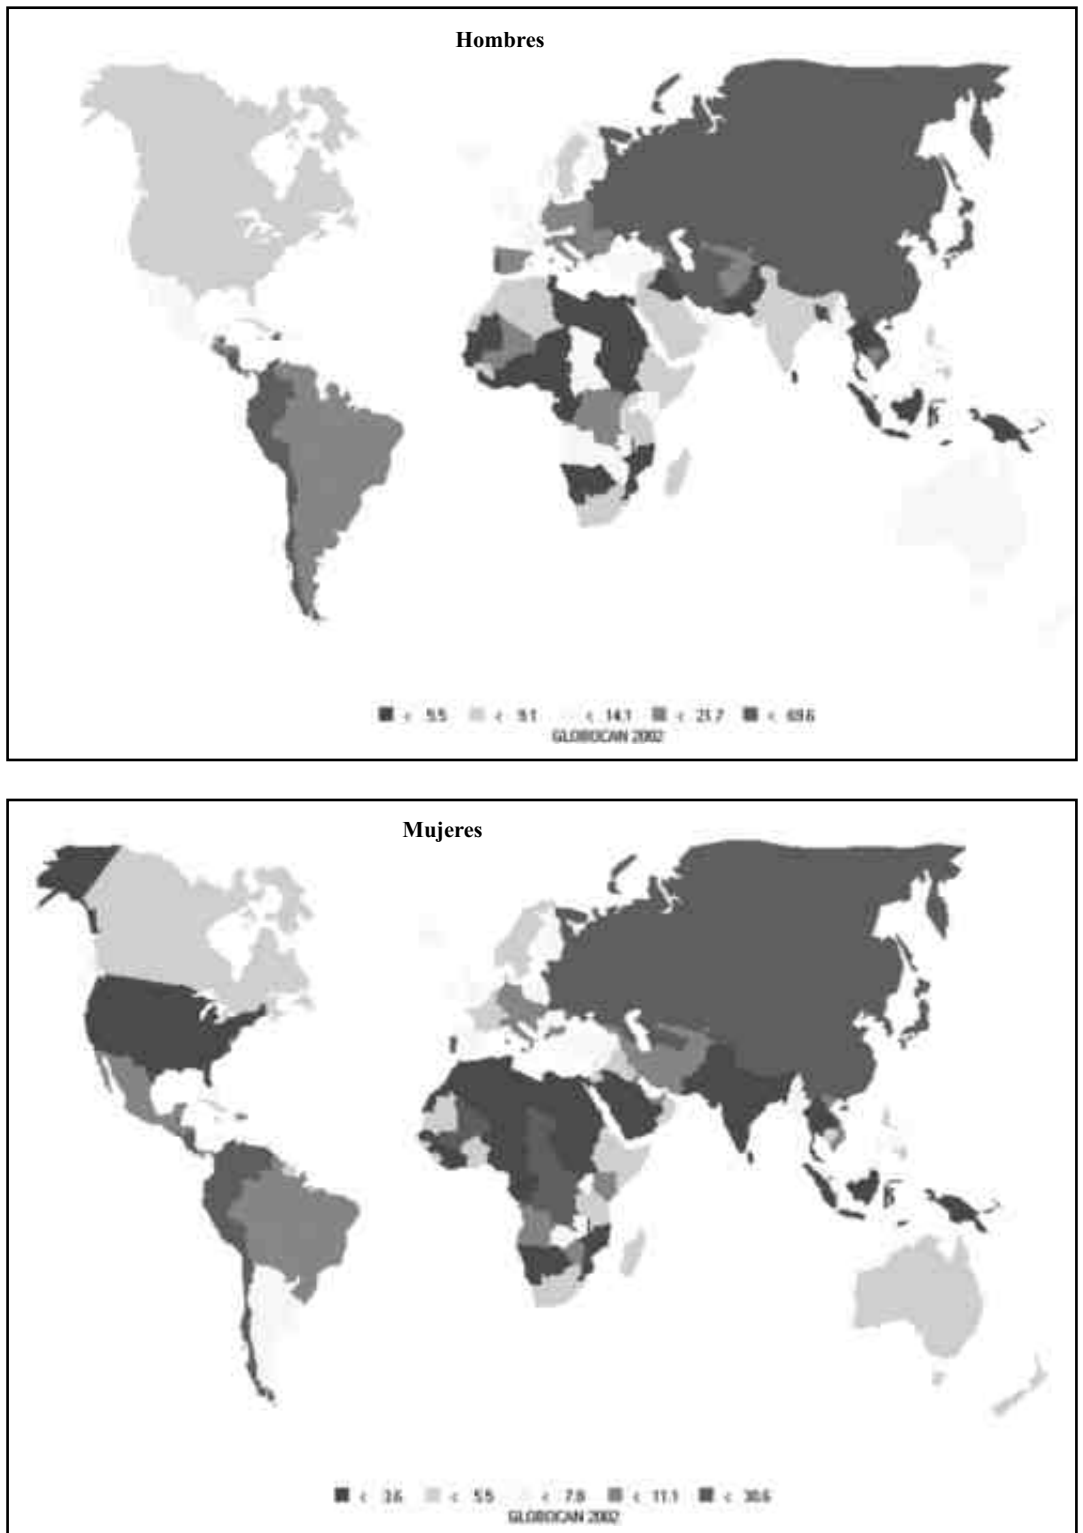 Hombres
< 5.5 < 9.1 < 14.1 < 21.7 < 69.6
GLOBOCAN 2002
Mujeres
< 3.6 < 5.5 < 7.8 < 11.1 < 30.6
GLOBOCAN 2002